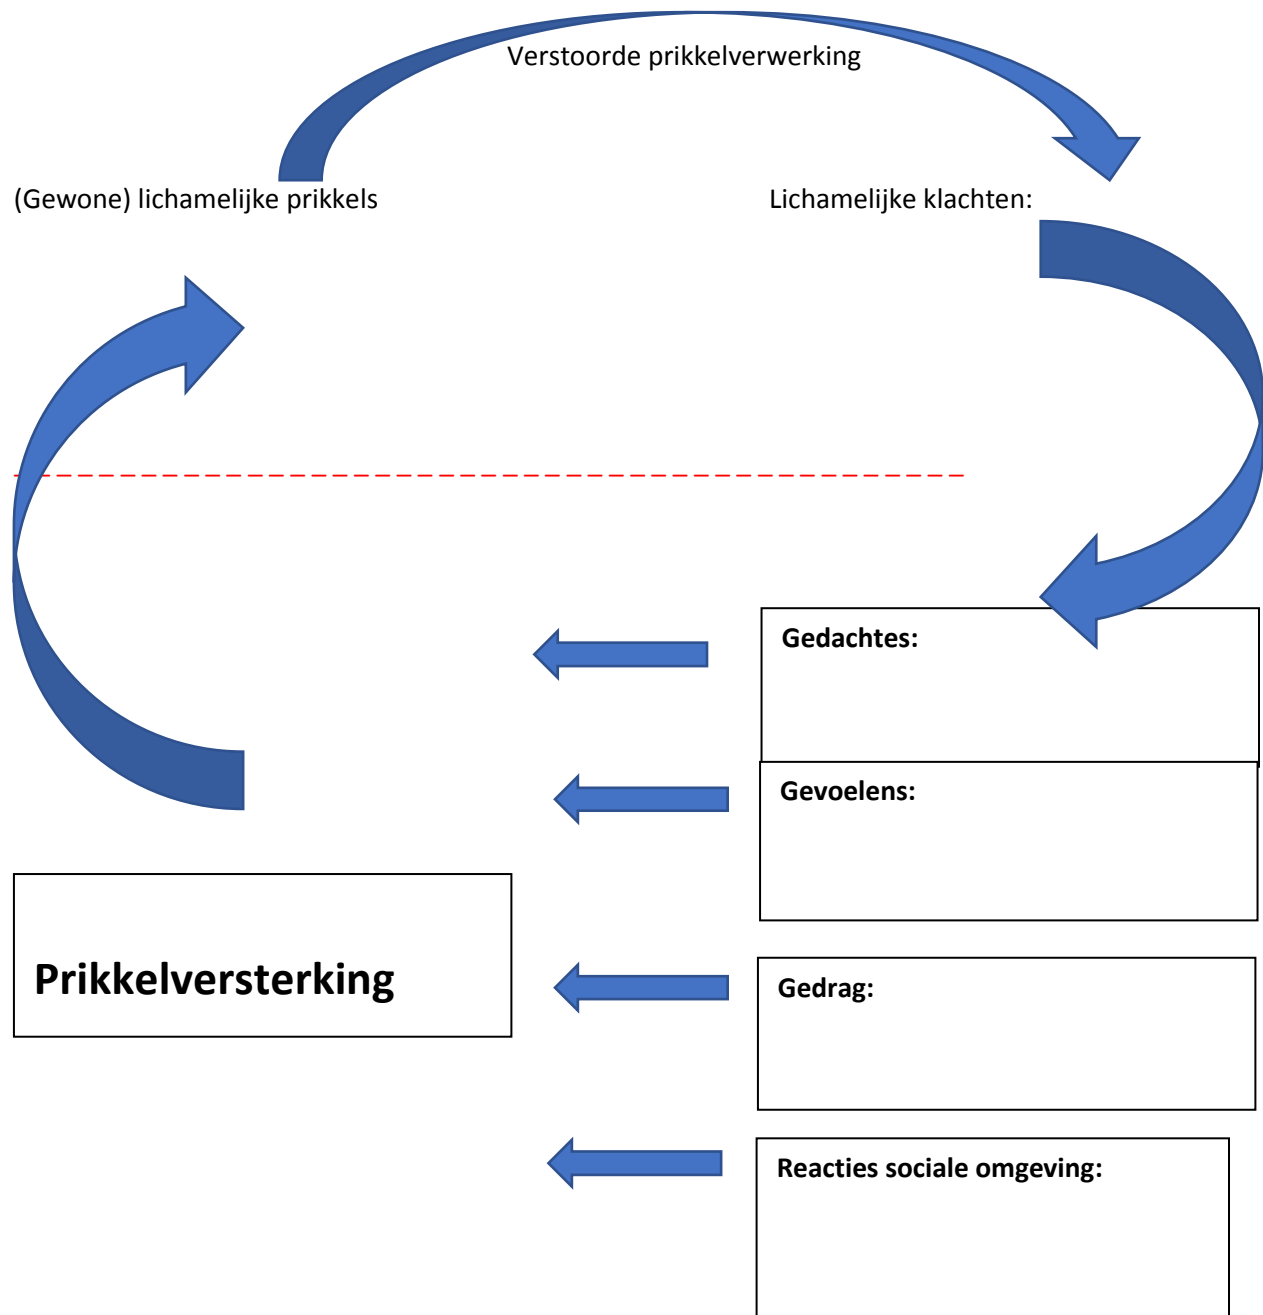 Verstoorde prikkelverwerking
(Gewone) lichamelijke prikkels
Lichamelijke klachten:
Gedachtes:
Gevoelens:
Prikkelversterking
Gedrag:
Reacties sociale omgeving: